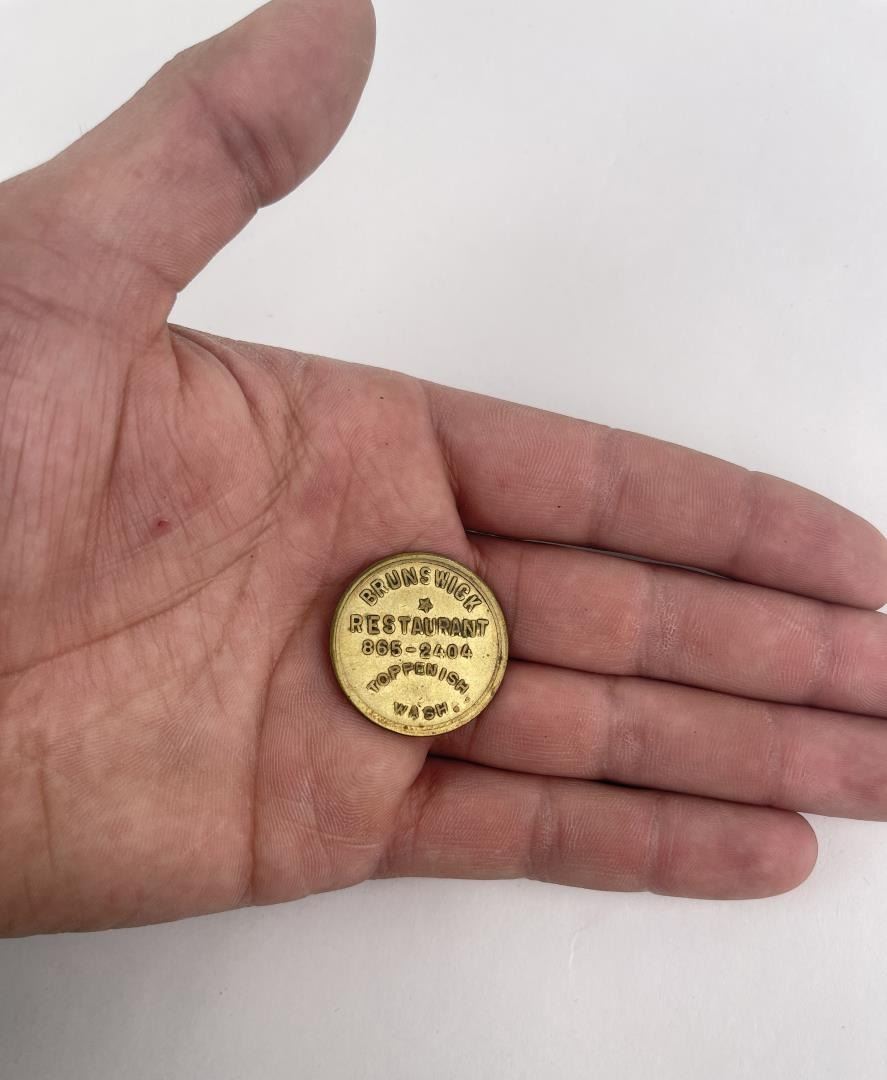 BRUNSWICK
RESTAURANT
865-2404
TOPPENISH
WASH.